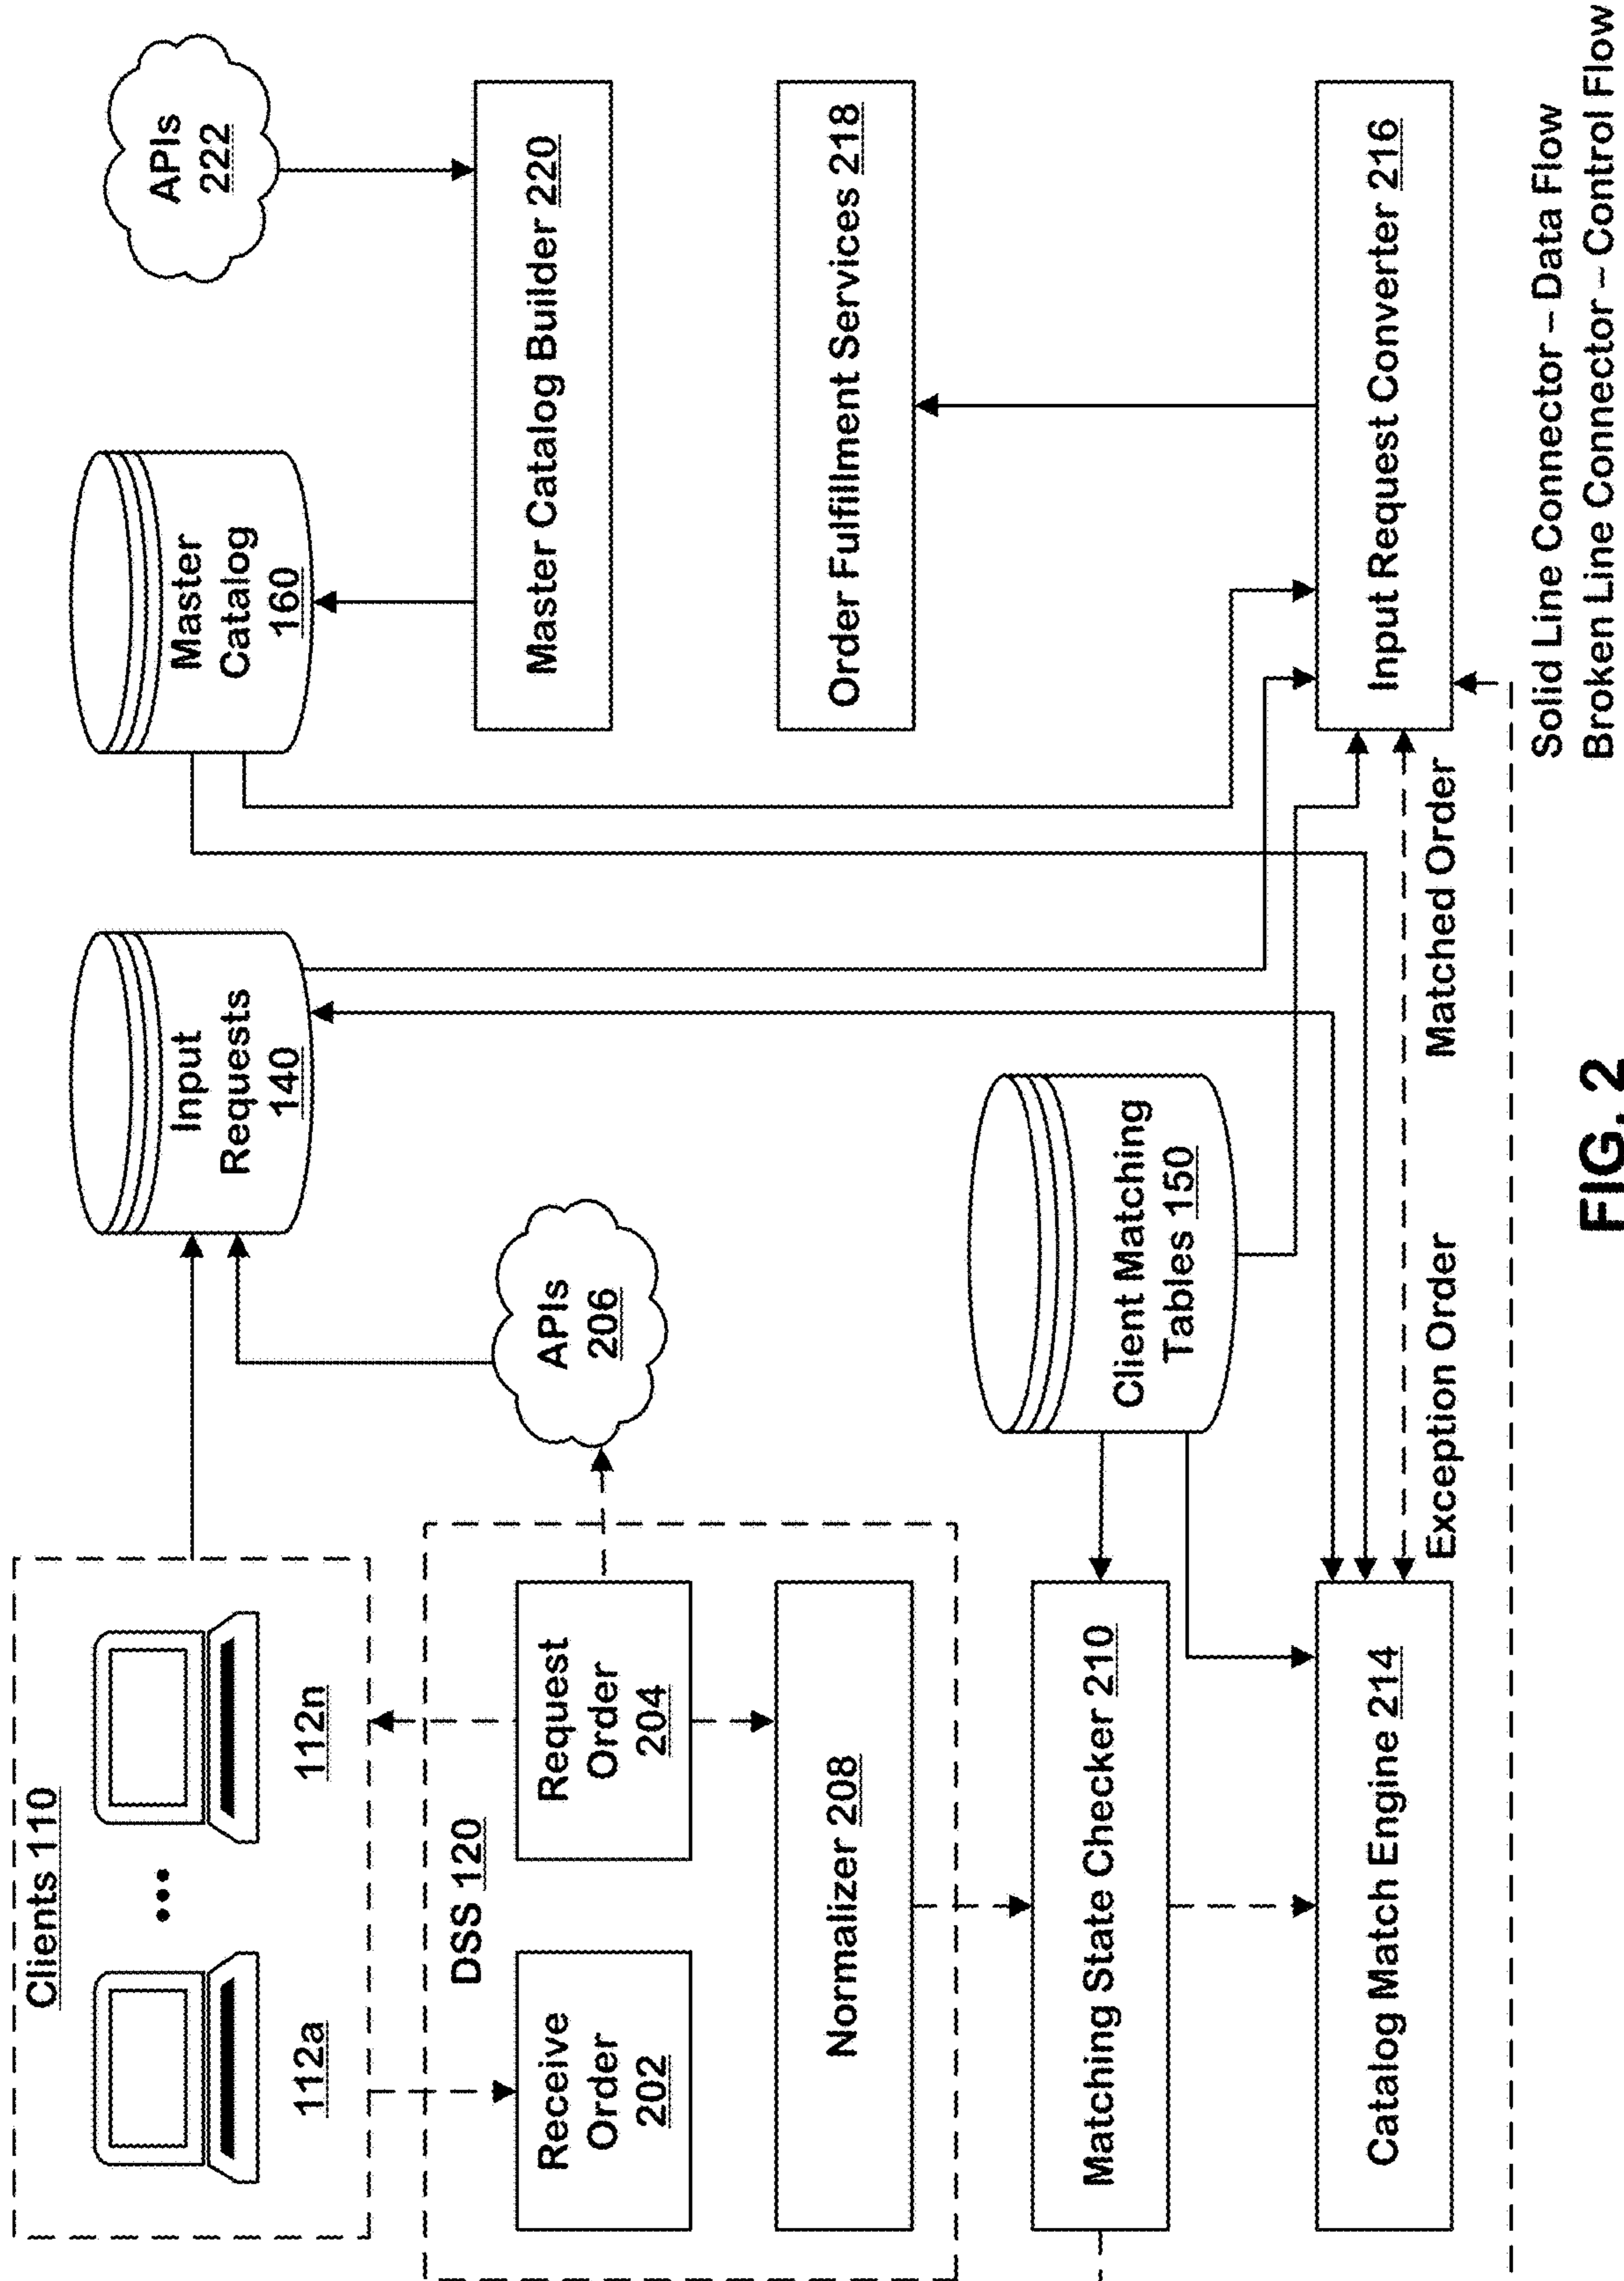 Clients 110
112a
...
112n
Input
Requests
140
Master
Catalog
160
APIs
222
DSS 120
Receive
Order
202
Request
Order
204
APIs
206
Master Catalog Builder 220
Normalizer 208
Order Fulfillment Services 218
Matching State Checker 210
Client Matching
Tables 150
Catalog Match Engine 214
Input Request Converter 216
Exception Order
Matched Order
Solid Line Connector – Data Flow
Broken Line Connector – Control Flow
FIG. 2